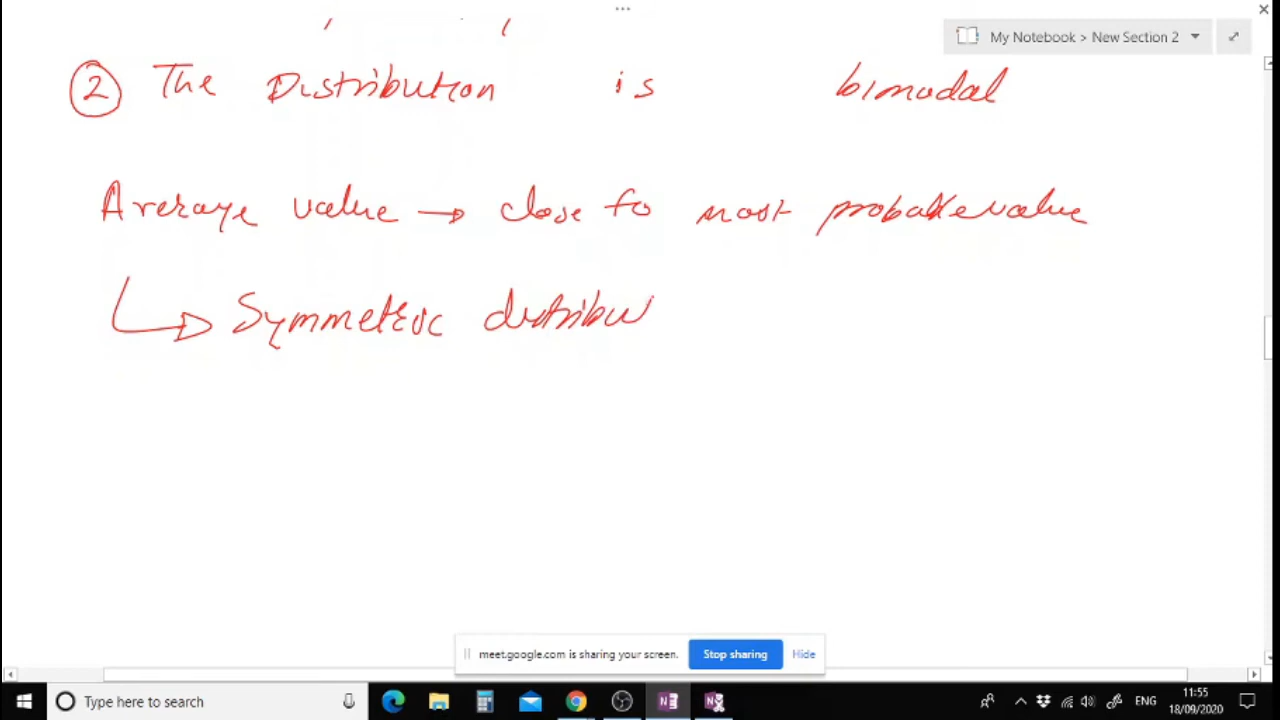 My Notebook > New Section 2
② The Distribution is bimodal
Average value → close to most probable value
↳ Symmetric distribu
meet.google.com is sharing your screen. Stop sharing Hide
Type here to search
ENG
11:55
18/09/2020